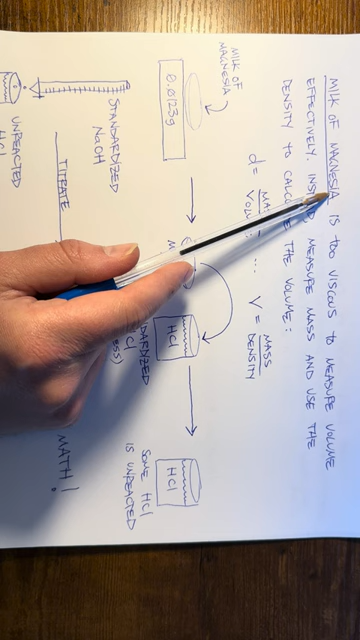 MILK OF MAGNESIA IS TOO VISCOUS TO MEASURE VOLUME
EFFECTIVELY. MEASURE MASS AND USE THE
DENSITY TO THE VOLUME:
d = ... V = MASS
DENSITY
MILK OF
MAGNESIA
0.0123g
HCl
HCl
SOME HCl
IS UNREACTED
STANDARDIZED
NaOH
TITRATE
MATH!
UNREACTED
HCl